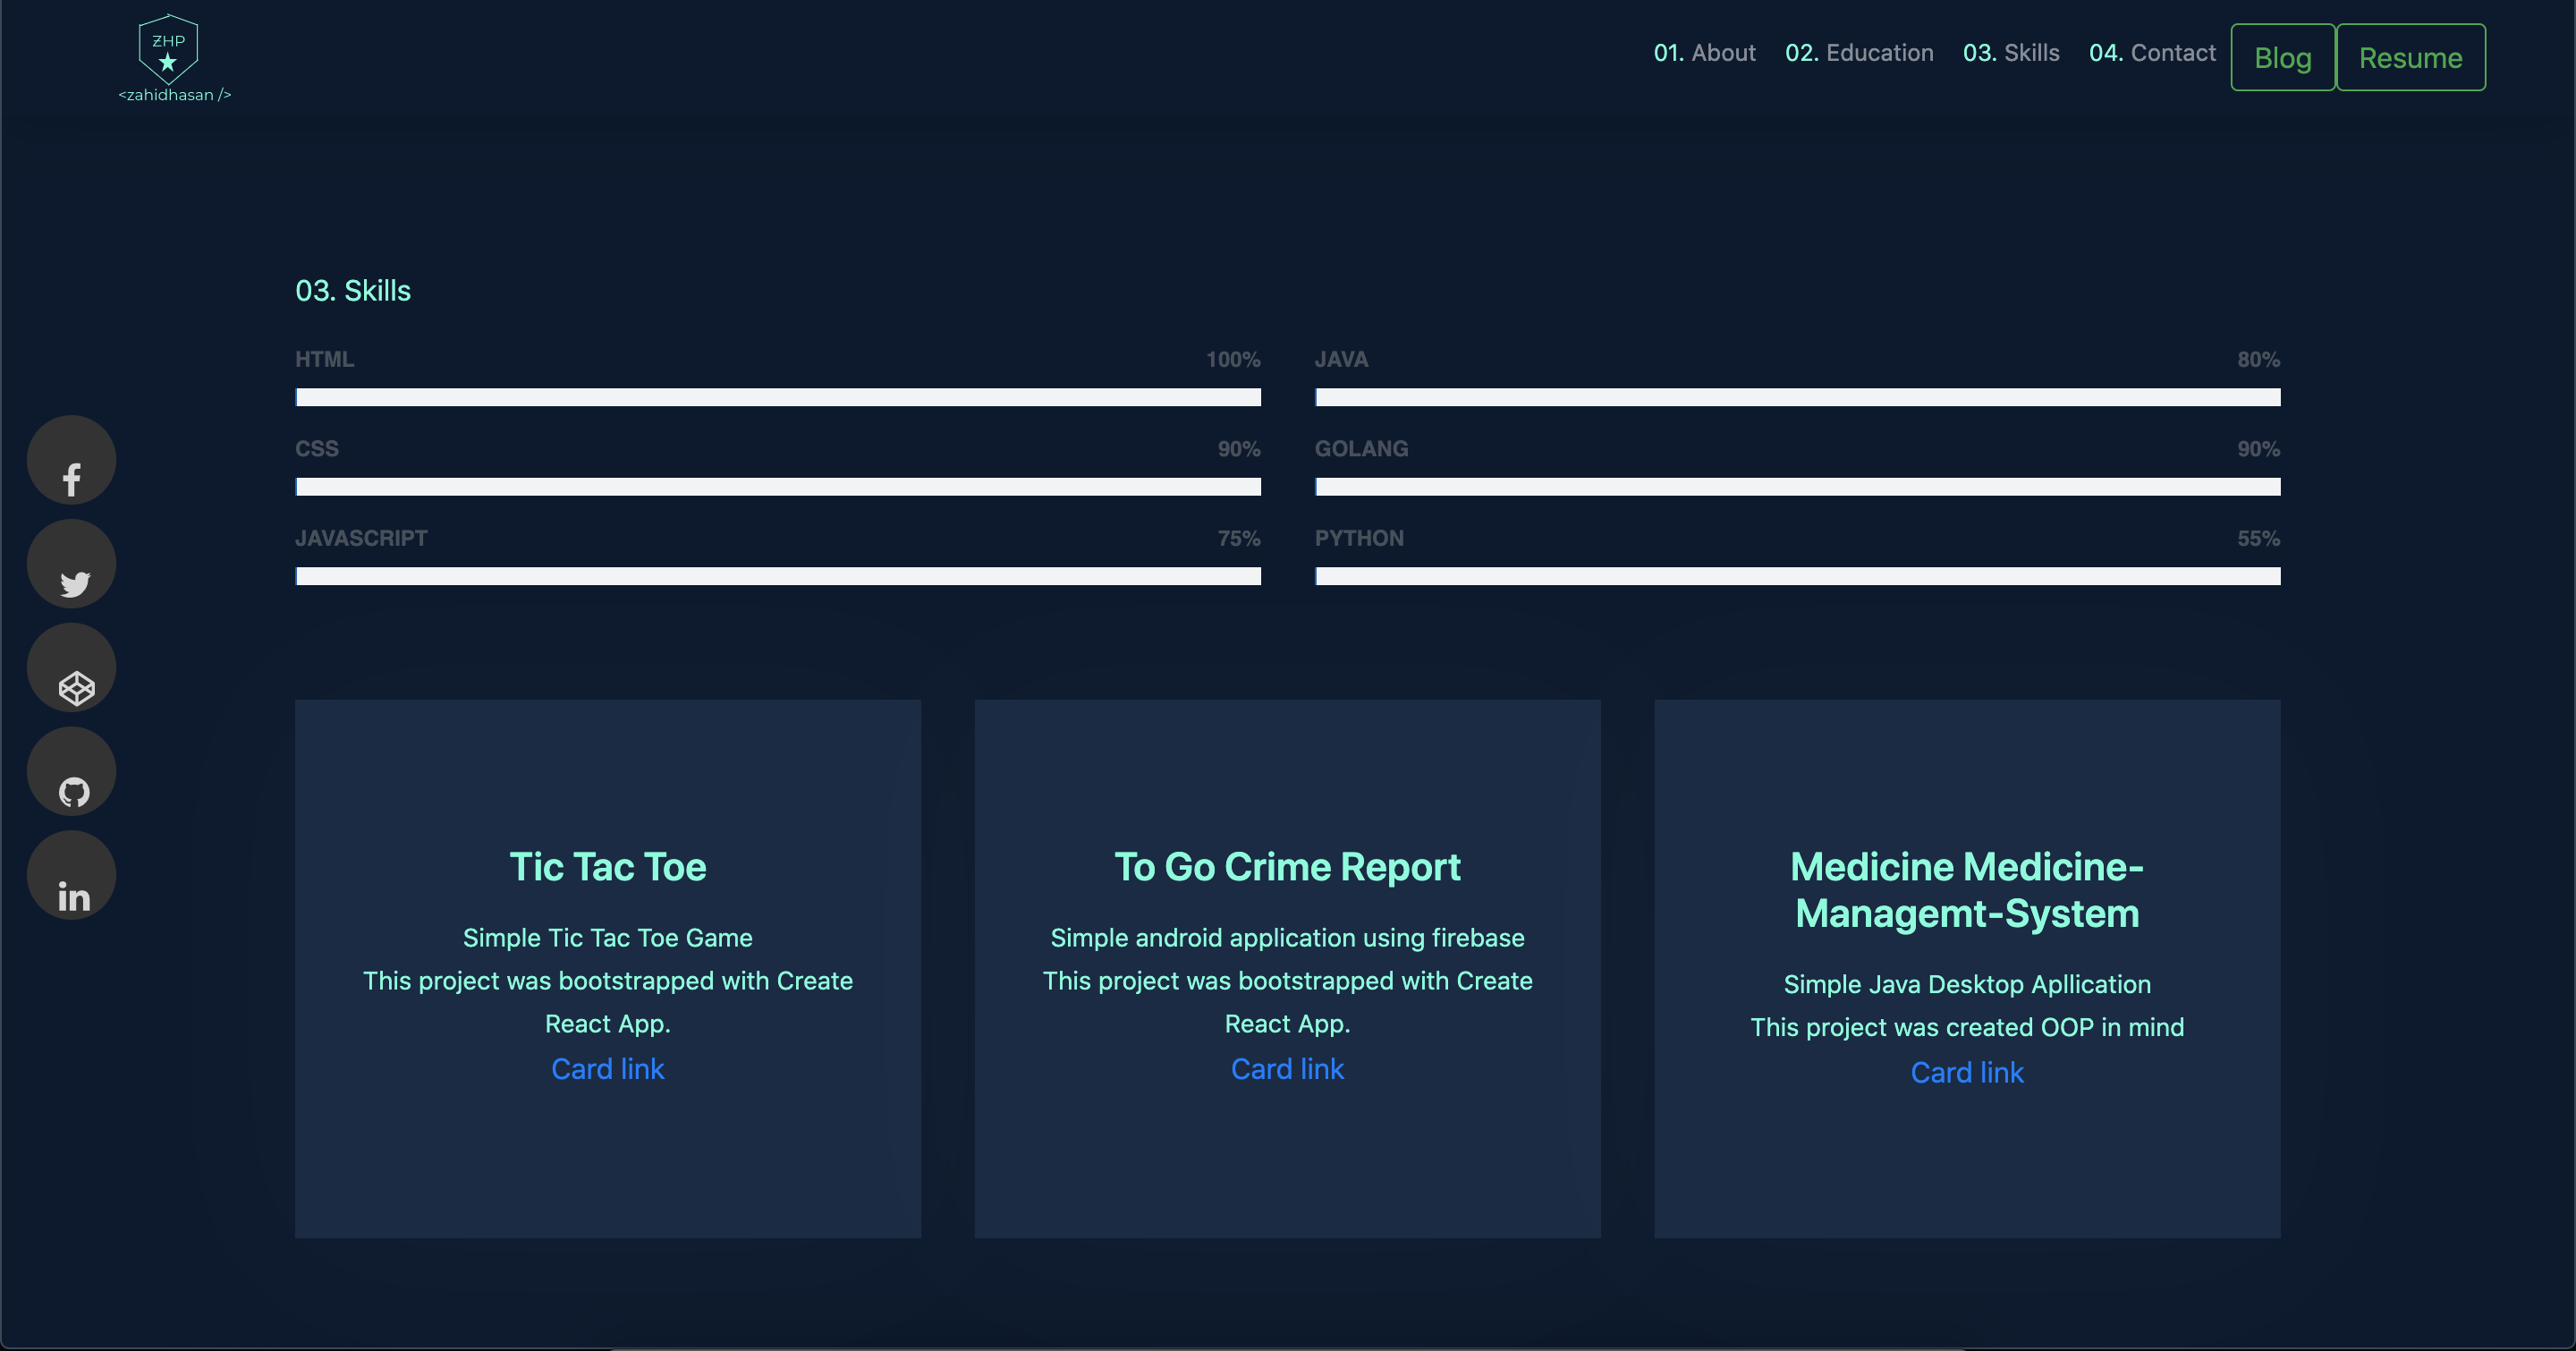 ZHP
<zahidhasan />
01. About 02. Education 03. Skills 04. Contact Blog Resume
03. Skills
HTML 100%
JAVA 80%
CSS 90%
GOLANG 90%
JAVASCRIPT 75%
PYTHON 55%
Tic Tac Toe
Simple Tic Tac Toe Game
This project was bootstrapped with Create
React App.
Card link
To Go Crime Report
Simple android application using firebase
This project was bootstrapped with Create
React App.
Card link
Medicine Medicine-
Managemt-System
Simple Java Desktop Apllication
This project was created OOP in mind
Card link